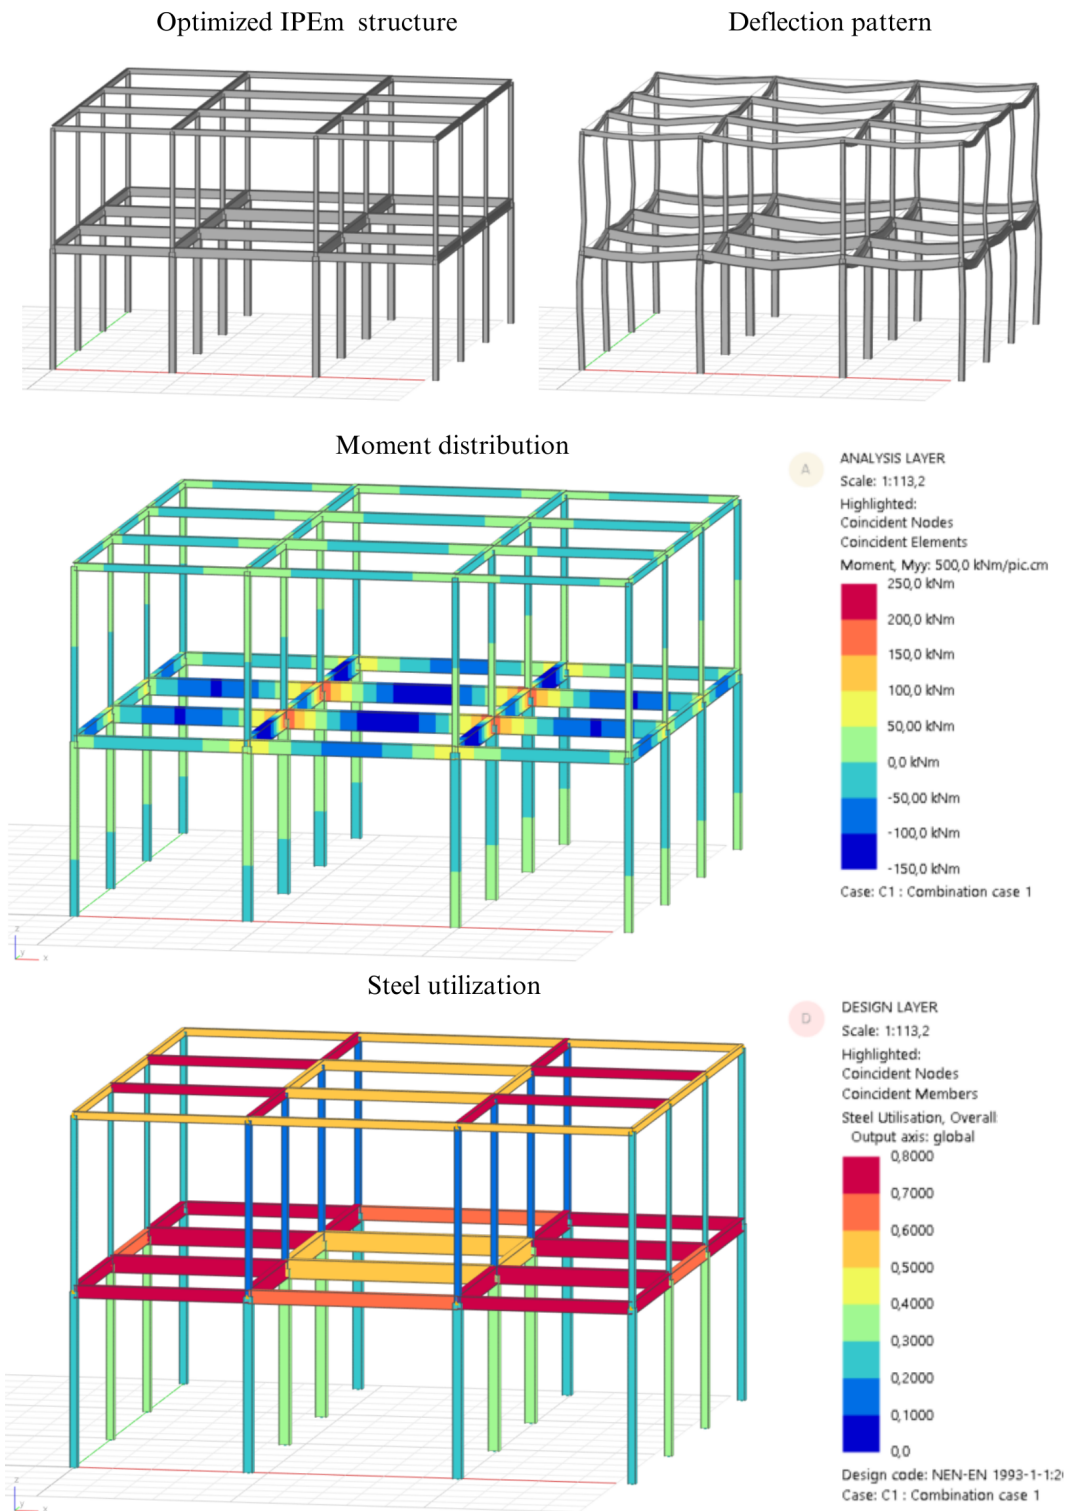 Optimized IPEm structure
Deflection pattern
Moment distribution
A
ANALYSIS LAYER
Scale: 1:113,2
Highlighted:
Coincident Nodes
Coincident Elements
Moment, Myy: 500,0 kNm/pic.cm
250,0 kNm
200,0 kNm
150,0 kNm
100,0 kNm
50,00 kNm
0,0 kNm
-50,00 kNm
-100,0 kNm
-150,0 kNm
Case: C1 : Combination case 1
z
y
x
Steel utilization
D
DESIGN LAYER
Scale: 1:113,2
Highlighted:
Coincident Nodes
Coincident Members
Steel Utilisation, Overall
Output axis: global
0,8000
0,7000
0,6000
0,5000
0,4000
0,3000
0,2000
0,1000
0,0
Design code: NEN-EN 1993-1-1:2
Case: C1 : Combination case 1
z
y
x